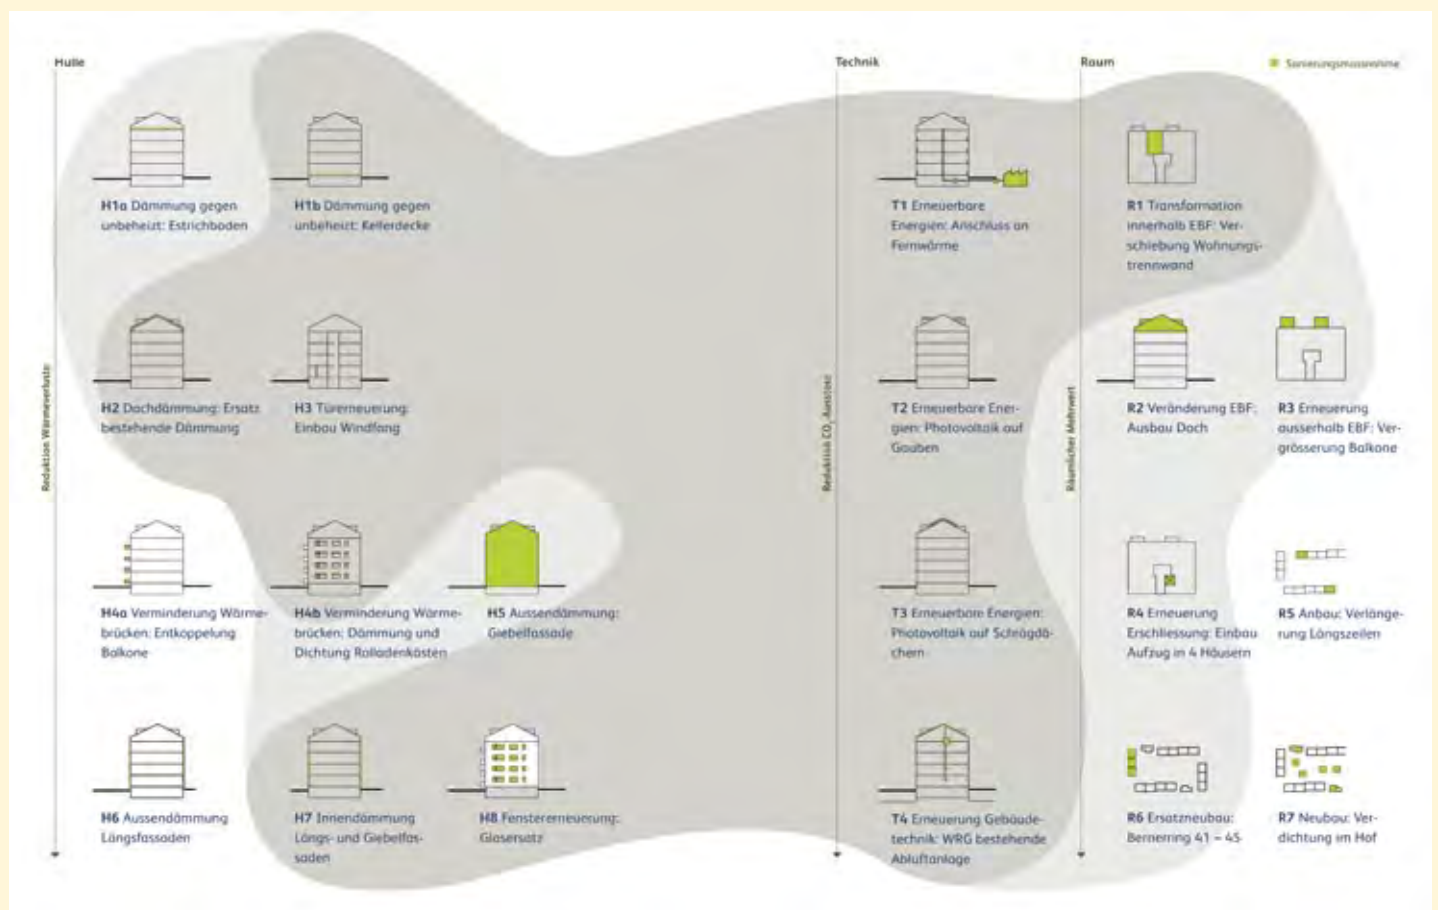 Hülle
Technik
Raum
Sanierungsmassnahme
H1a Dämmung gegen
unbeheizt: Estrichboden
H1b Dämmung gegen
unbeheizt: Kellerdecke
T1 Erneuerbare
Energien: Anschluss an
Fernwärme
R1 Transformation
innerhalb EBF: Ver-
schiebung Wohnungs-
trennwand
Reduktion Wärmeverluste
H2 Dachdämmung: Ersatz
bestehende Dämmung
H3 Türerneuerung:
Einbau Windfang
Reduktion CO₂ Ausstoss
T2 Erneuerbare Ener-
gien: Photovoltaik auf
Gauben
Räumlicher Mehrwert
R2 Veränderung EBF:
Ausbau Dach
R3 Erneuerung
ausserhalb EBF: Ver-
grösserung Balkone
H4a Verminderung Wärme-
brücken: Entkoppelung
Balkone
H4b Verminderung Wärme-
brücken: Dämmung und
Dichtung Rolladenkästen
H5 Aussendämmung:
Giebelfassade
T3 Erneuerbare Energien:
Photovoltaik auf Schrägdä-
chern
R4 Erneuerung
Erschliessung: Einbau
Aufzug in 4 Häusern
R5 Anbau: Verlänge-
rung Längszeilen
H6 Aussendämmung
Längsfassaden
H7 Innendämmung
Längs- und Giebelfas-
saden
H8 Fenstererneuerung:
Glasersatz
T4 Erneuerung Gebäude-
technik: WRG bestehende
Abluftanlage
R6 Ersatzneubau:
Bernerring 41 – 45
R7 Neubau: Ver-
dichtung im Hof